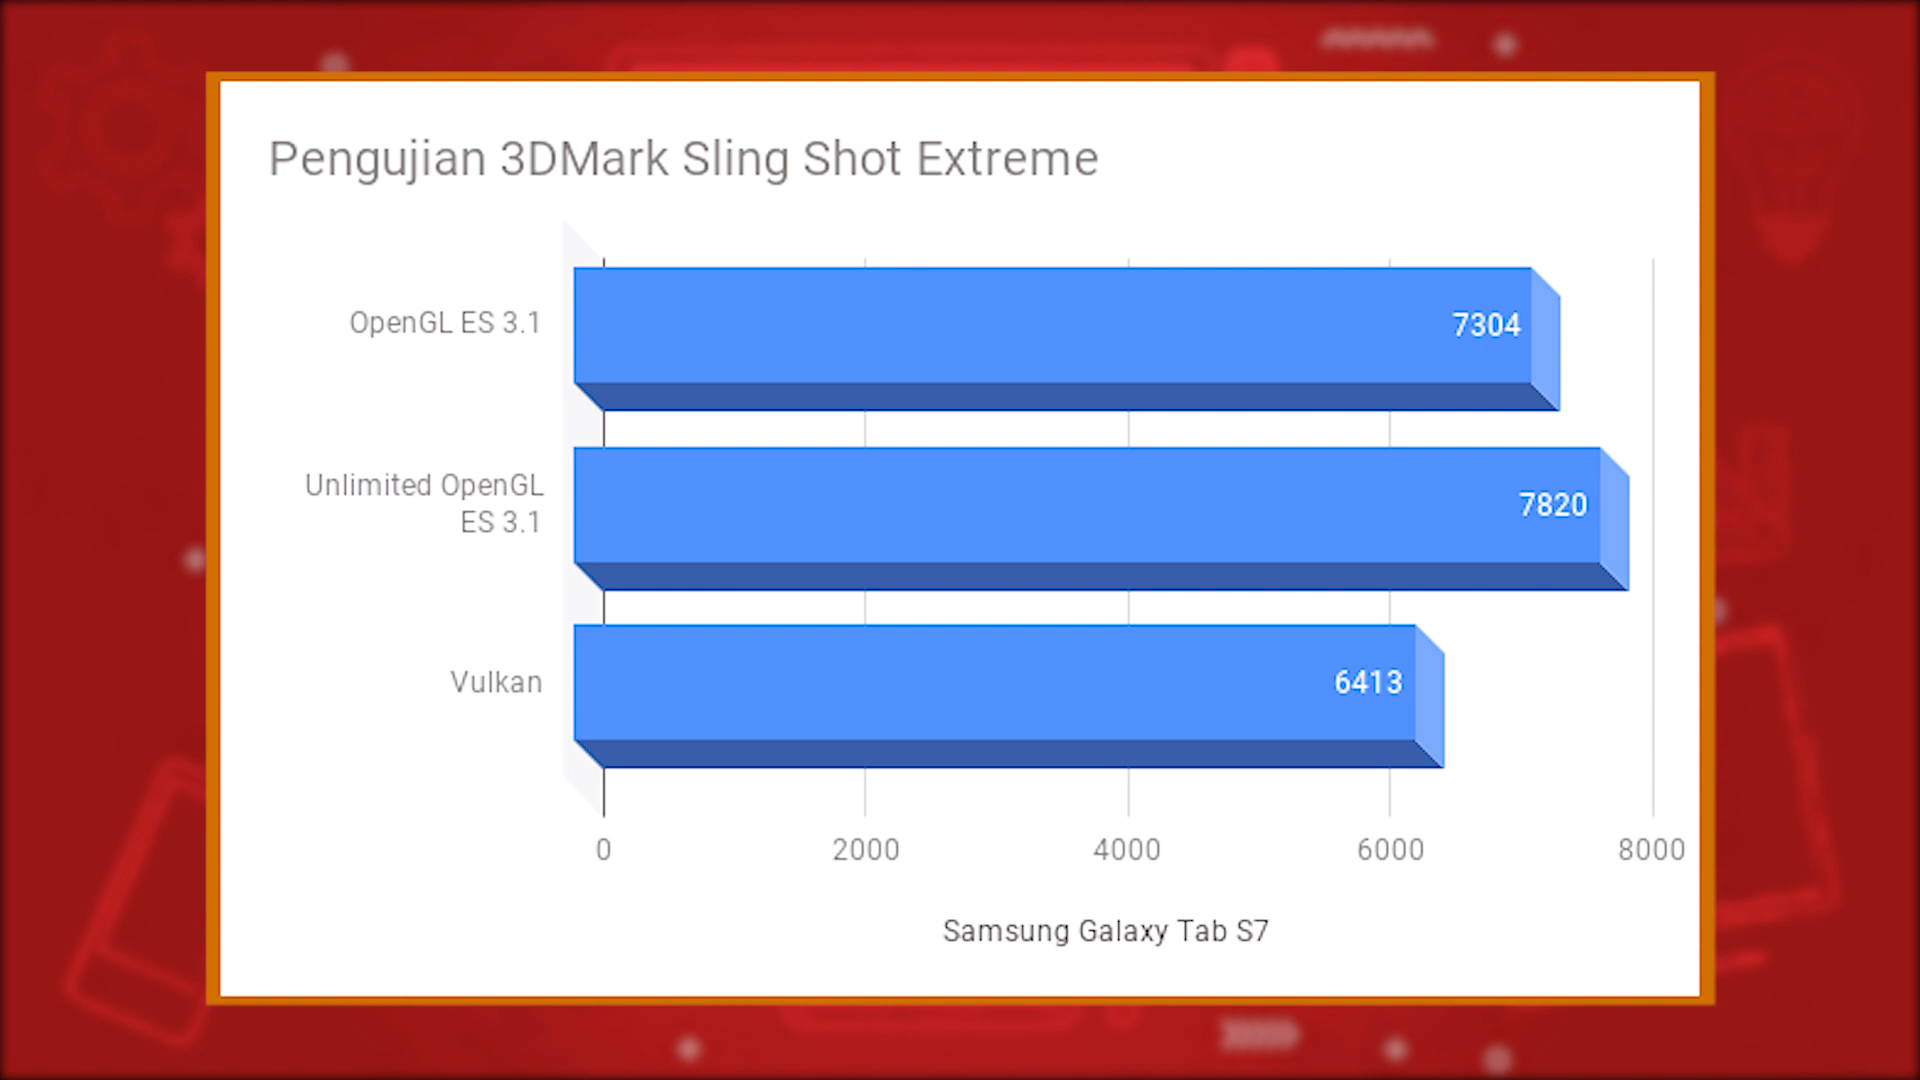 Pengujian 3DMark Sling Shot Extreme
OpenGL ES 3.1
7304
Unlimited OpenGL
ES 3.1
7820
Vulkan
6413
0 2000 4000 6000 8000
Samsung Galaxy Tab S7